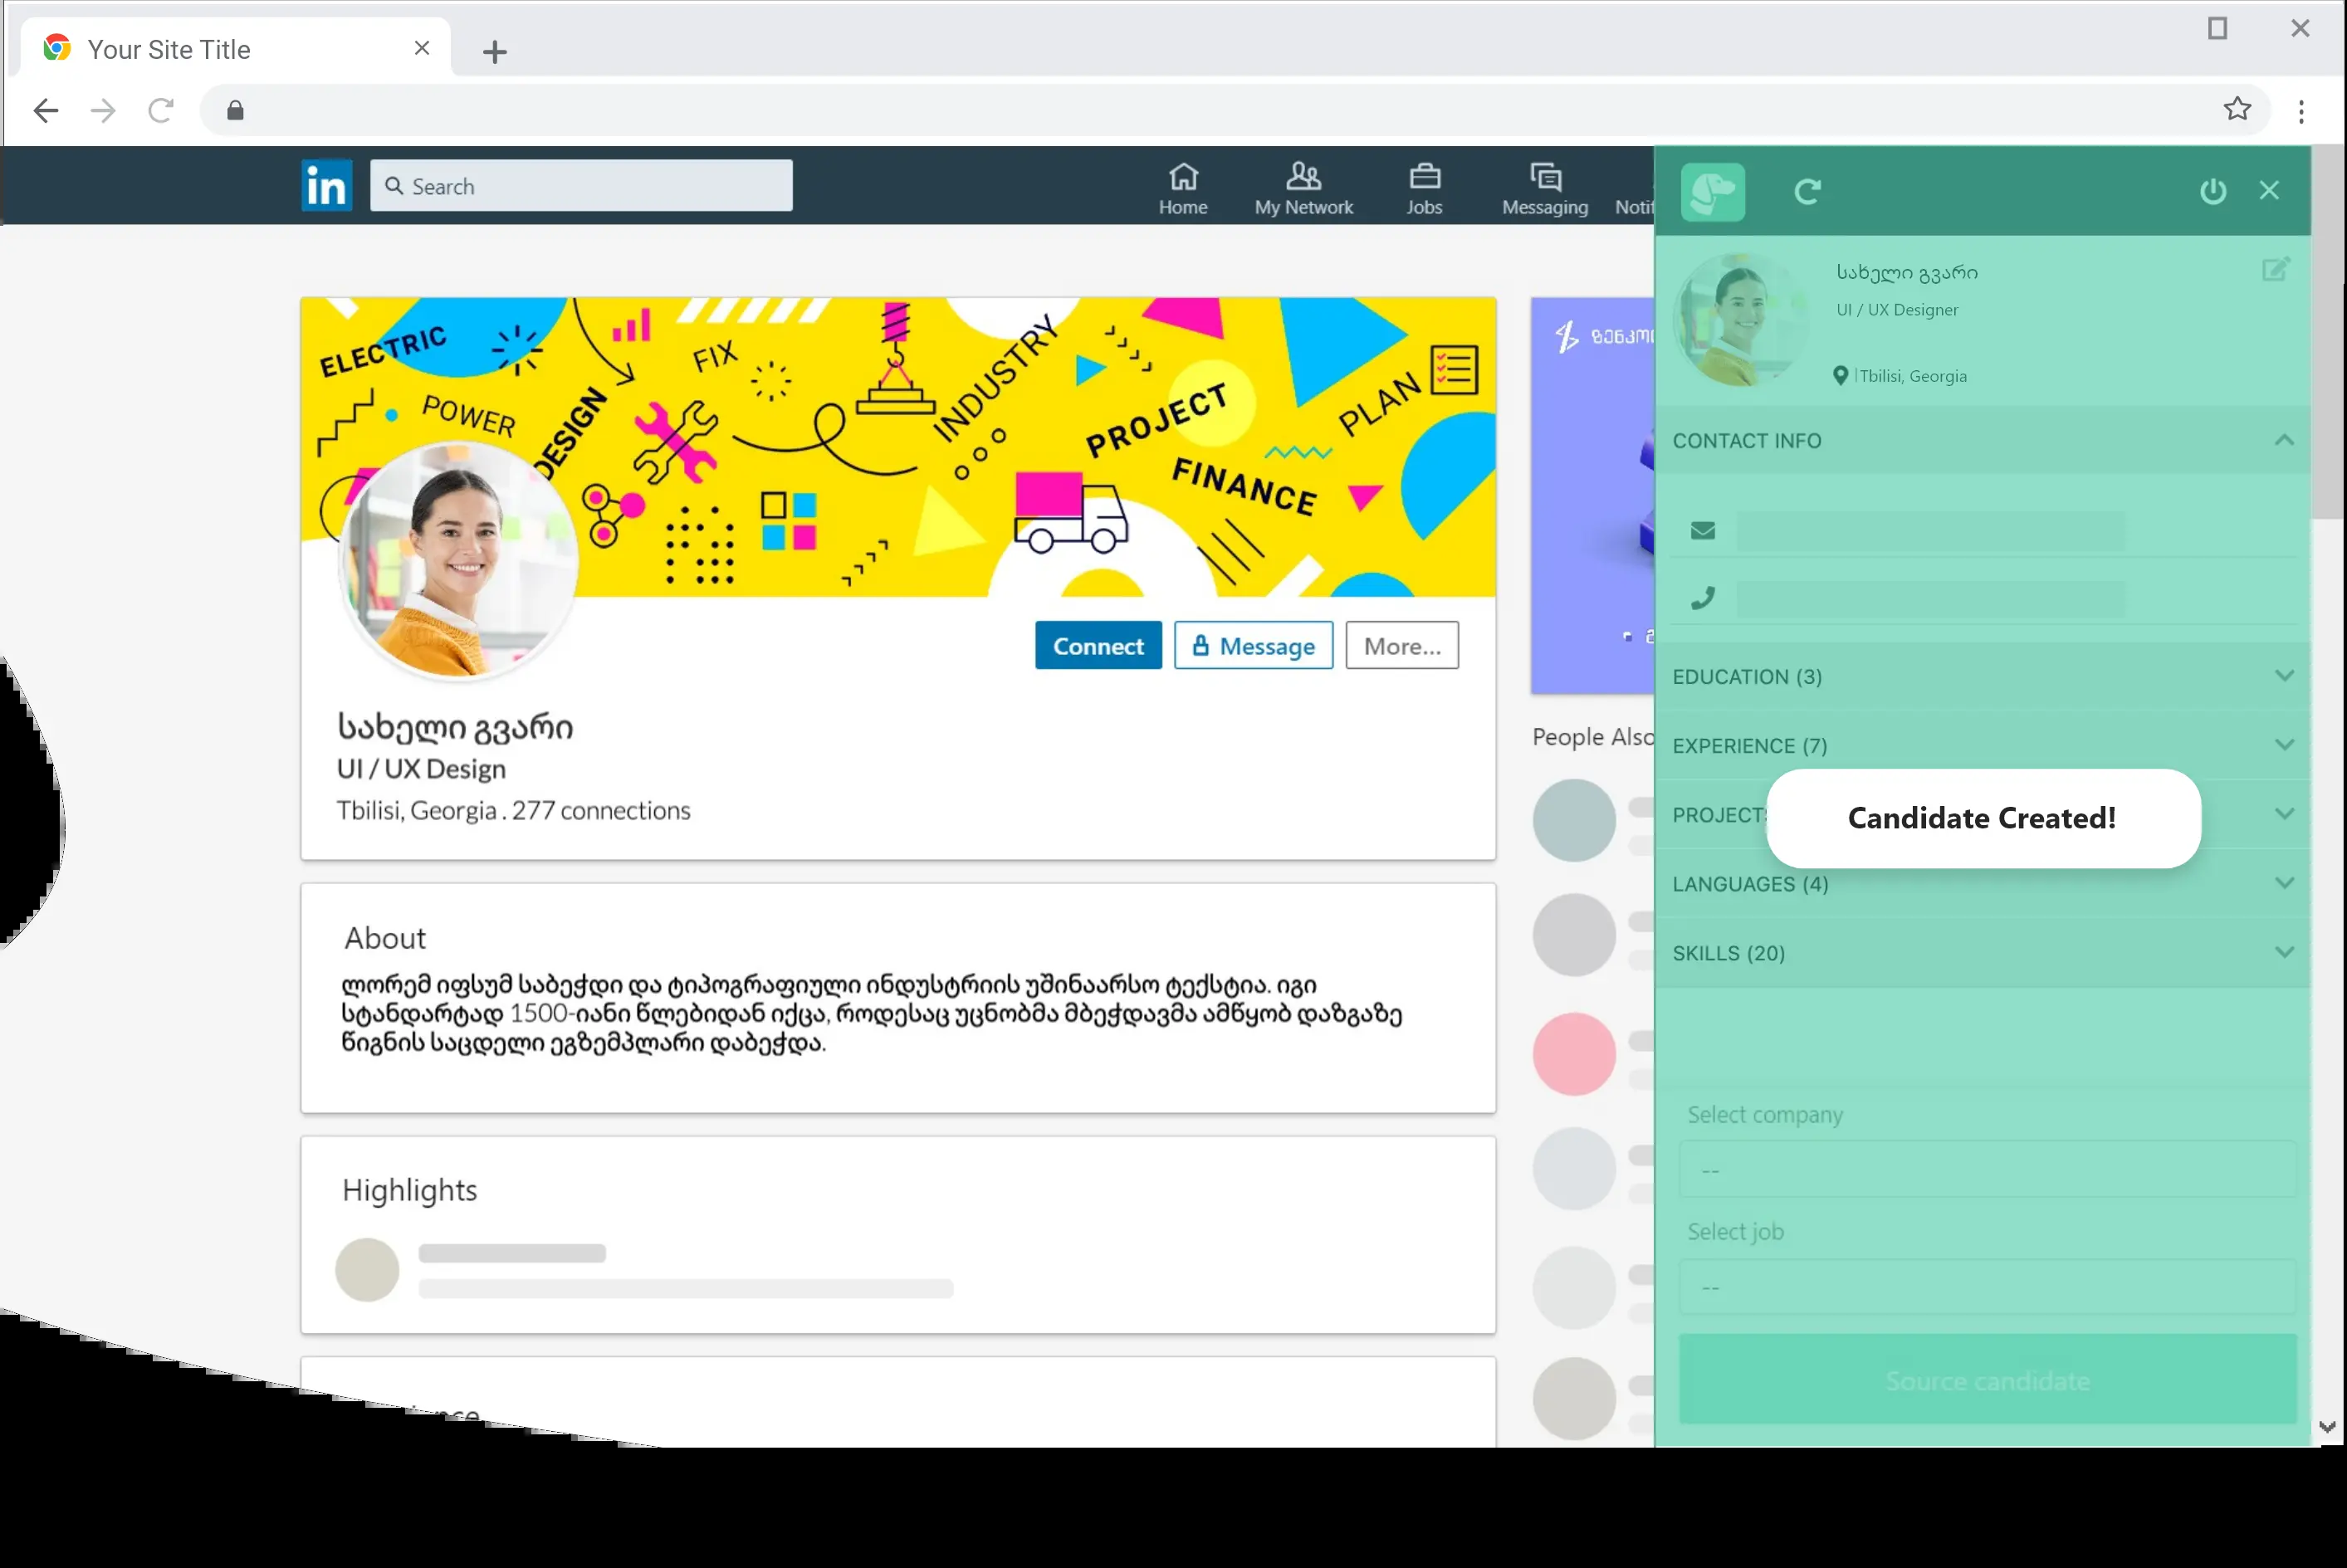 Your Site Title
in
Search
Home
My Network
Jobs
Messaging
ELECTRIC
POWER
DESIGN
FIX
INDUSTRY
PROJECT
FINANCE
PLAN
Connect
Message
More...
სახელი გვარი
UI / UX Design
Tbilisi, Georgia . 277 connections
About
ლორემ იფსუმ საბეჭდი და ტიპოგრაფიული ინდუსტრიის უშინაარსო ტექსტია. იგი
სტანდარტად 1500-იანი წლებიდან იქცა, როდესაც უცნობმა მბეჭდავმა ამწყობ დაზგაზე
წიგნის საცდელი ეგზემპლარი დაბეჭდა.
Highlights
People Also
სახელი გვარი
UI / UX Designer
Tbilisi, Georgia
CONTACT INFO
EDUCATION (3)
EXPERIENCE (7)
PROJECT
Candidate Created!
LANGUAGES (4)
SKILLS (20)
Select company
--
Select job
--
Source candidate